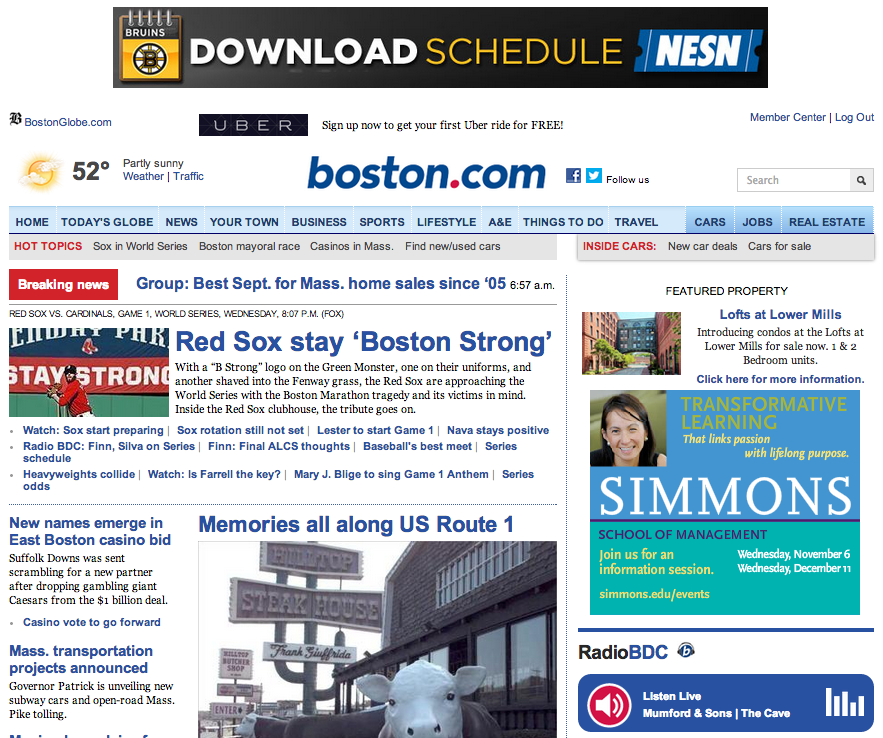 BRUINS
B
DOWNLOAD SCHEDULE NESN
B BostonGlobe.com
UBER
Sign up now to get your first Uber ride for FREE!
Member Center | Log Out
52°
Partly sunny
Weather | Traffic
boston.com
Follow us
Search
HOME TODAY'S GLOBE NEWS YOUR TOWN BUSINESS SPORTS LIFESTYLE A&E THINGS TO DO TRAVEL CARS JOBS REAL ESTATE
HOT TOPICS Sox in World Series Boston mayoral race Casinos in Mass. Find new/used cars
INSIDE CARS: New car deals Cars for sale
Breaking news Group: Best Sept. for Mass. home sales since ‘05 6:57 a.m.
RED SOX VS. CARDINALS, GAME 1, WORLD SERIES, WEDNESDAY, 8:07 P.M. (FOX)
STAY STRONG
Red Sox stay ‘Boston Strong’
With a “B Strong” logo on the Green Monster, one on their uniforms, and
another shaved into the Fenway grass, the Red Sox are approaching the
World Series with the Boston Marathon tragedy and its victims in mind.
Inside the Red Sox clubhouse, the tribute goes on.
Watch: Sox start preparing | Sox rotation still not set | Lester to start Game 1 | Nava stays positive
Radio BDC: Finn, Silva on Series | Finn: Final ALCS thoughts | Baseball's best meet | Series
schedule
Heavyweights collide | Watch: Is Farrell the key? | Mary J. Blige to sing Game 1 Anthem | Series
odds
New names emerge in
East Boston casino bid
Suffolk Downs was sent
scrambling for a new partner
after dropping gambling giant
Caesars from the $1 billion deal.
Casino vote to go forward
Mass. transportation
projects announced
Governor Patrick is unveiling new
subway cars and open-road Mass.
Pike tolling.
Memories all along US Route 1
HILLTOP
STEAK HOUSE
Frank Giuffrida
HILLTOP
BUTCHER
SHOP
ENTER
FEATURED PROPERTY
Lofts at Lower Mills
Introducing condos at the Lofts at
Lower Mills for sale now. 1 & 2
Bedroom units.
Click here for more information.
TRANSFORMATIVE
LEARNING
That links passion
with lifelong purpose.
SIMMONS
SCHOOL OF MANAGEMENT
Join us for an
information session.
Wednesday, November 6
Wednesday, December 11
simmons.edu/events
RadioBDC b
Listen Live
Mumford & Sons | The Cave